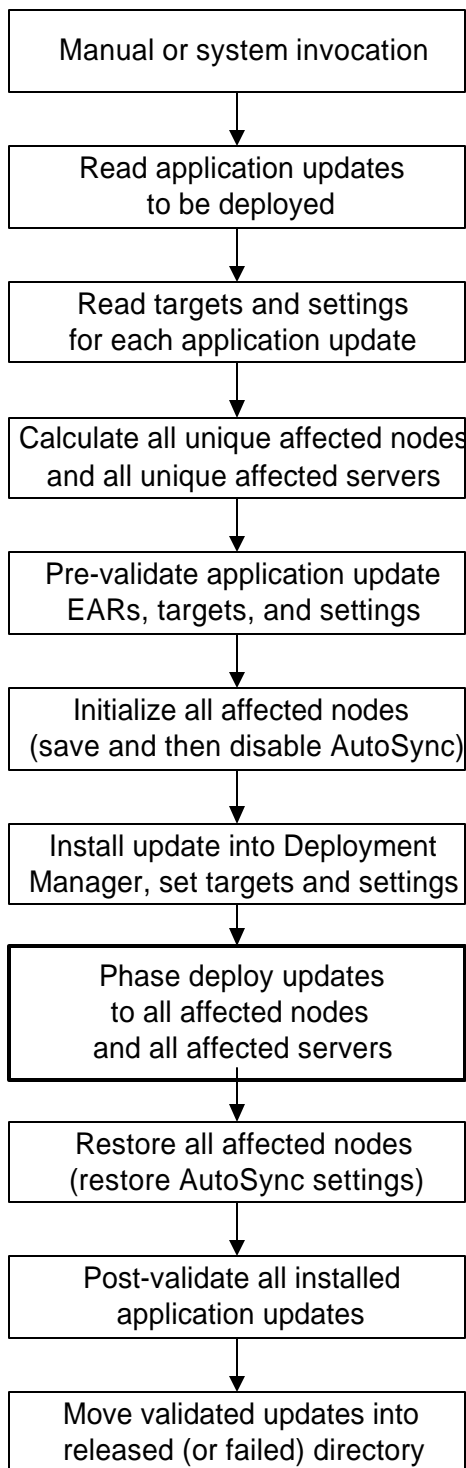 Manual or system invocation
Read application updates
to be deployed
Read targets and settings
for each application update
Calculate all unique affected nodes
and all unique affected servers
Pre-validate application update
EARs, targets, and settings
Initialize all affected nodes
(save and then disable AutoSync)
Install update into Deployment
Manager, set targets and settings
Phase deploy updates
to all affected nodes
and all affected servers
Restore all affected nodes
(restore AutoSync settings)
Post-validate all installed
application updates
Move validated updates into
released (or failed) directory